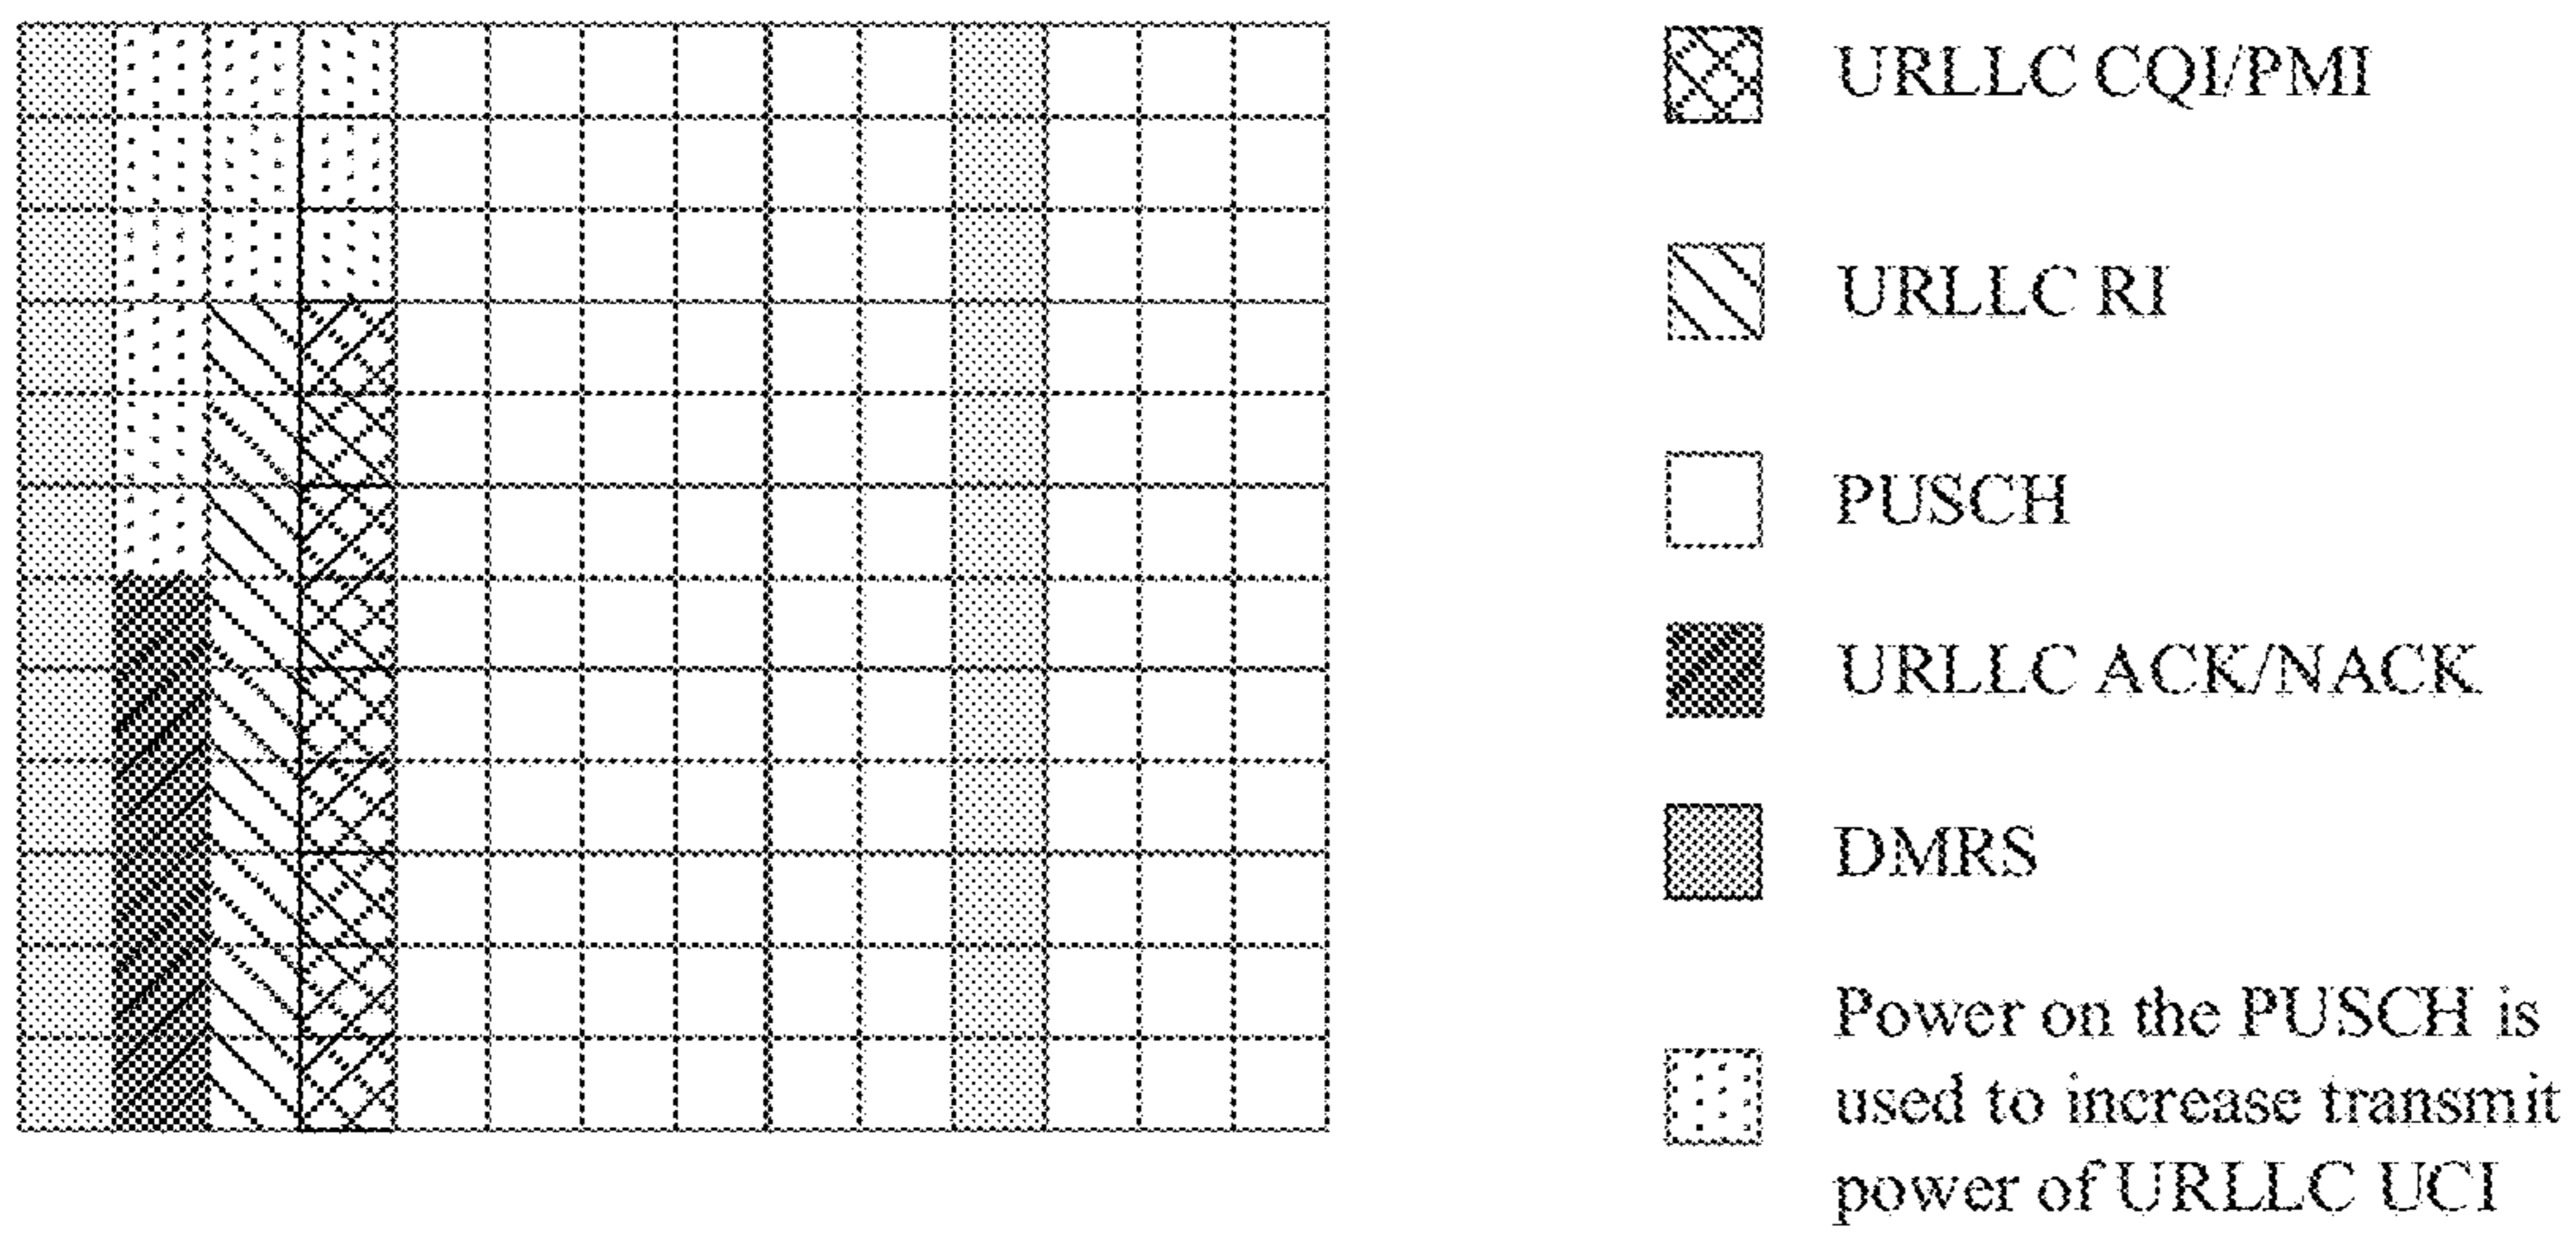 URLLC CQI/PMI
URLLC RI
PUSCH
URLLC ACK/NACK
DMRS
Power on the PUSCH is
used to increase transmit
power of URLLC UCI